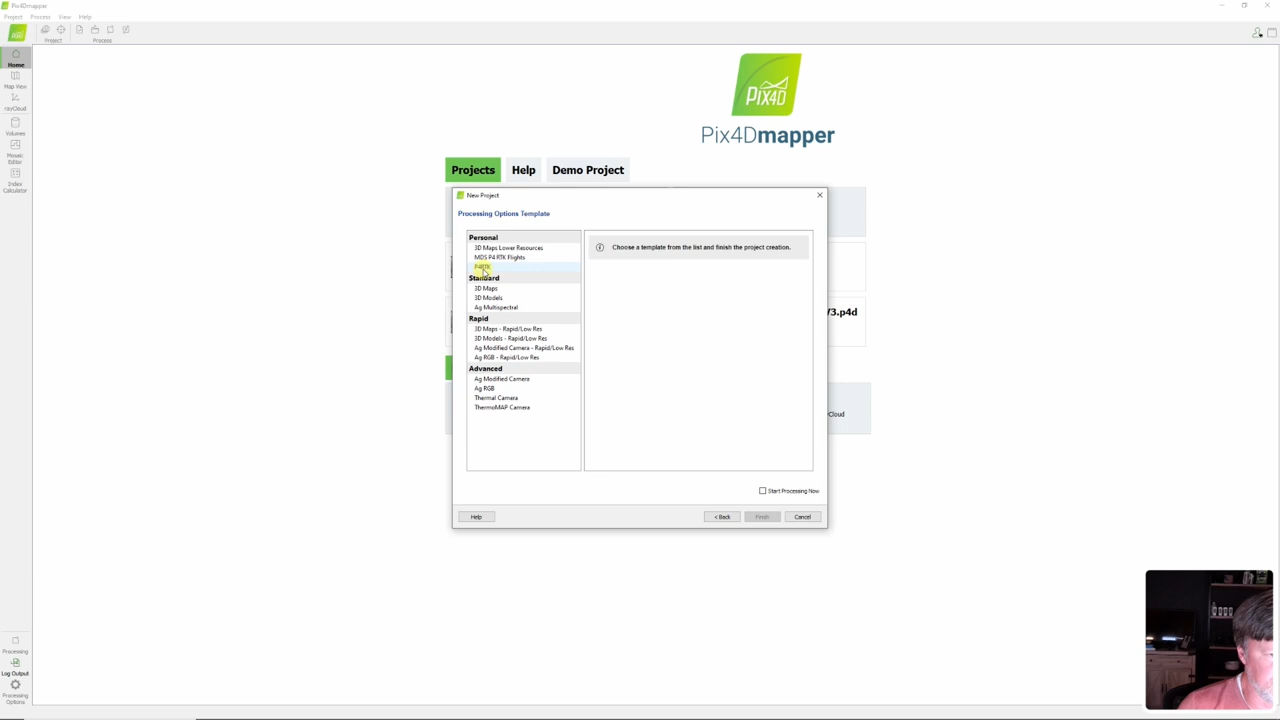 Pix4Dmapper
Project Process View Help
Project
Process
Home
Map View
rayCloud
Volumes
Mosaic
Editor
Index
Calculator
PIX4D
Pix4Dmapper
Projects Help Demo Project
New Project
Processing Options Template
Personal
3D Maps Lower Resources
MDS P4 RTK Flights
Standard
3D Maps
3D Models
Ag Multispectral
Rapid
3D Maps - Rapid/Low Res
3D Models - Rapid/Low Res
Ag Modified Camera - Rapid/Low Res
Ag RGB - Rapid/Low Res
Advanced
Ag Modified Camera
Ag RGB
Thermal Camera
ThermoMAP Camera
Choose a template from the list and finish the project creation.
V3.p4d
Cloud
Start Processing Now
Help
< Back
Finish
Cancel
Processing
Log Output
Processing
Options